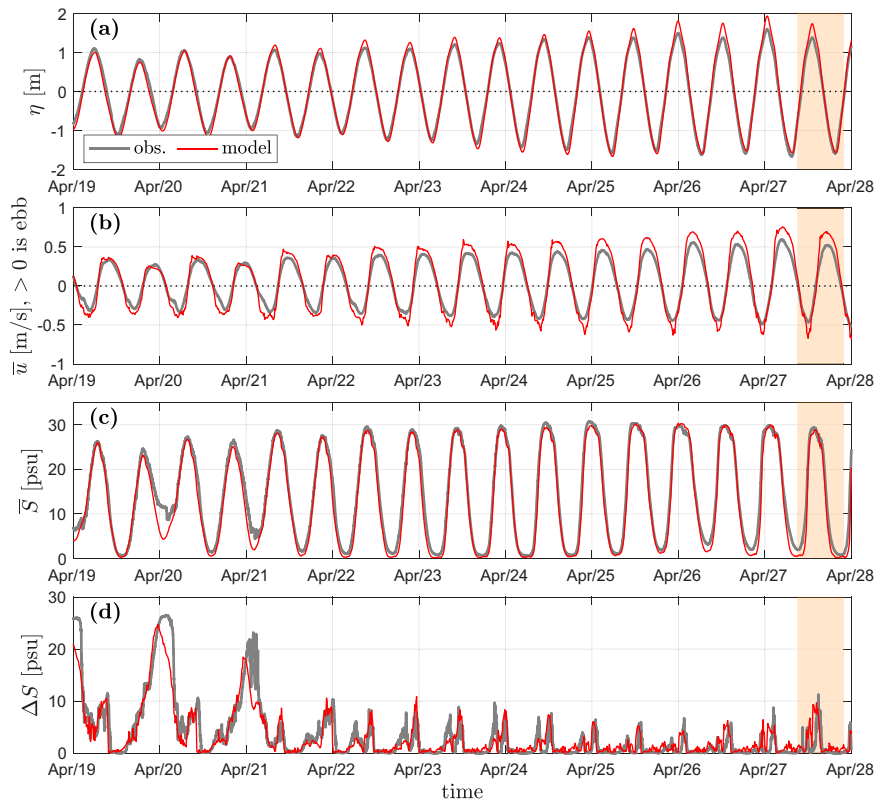 (a)
2
1
0
-1
-2
η [m]
obs. model
Apr/19 Apr/20 Apr/21 Apr/22 Apr/23 Apr/24 Apr/25 Apr/26 Apr/27 Apr/28
(b)
1
0.5
0
-0.5
-1
u̅ [m/s], > 0 is ebb
Apr/19 Apr/20 Apr/21 Apr/22 Apr/23 Apr/24 Apr/25 Apr/26 Apr/27 Apr/28
(c)
30
20
10
0
S̅ [psu]
Apr/19 Apr/20 Apr/21 Apr/22 Apr/23 Apr/24 Apr/25 Apr/26 Apr/27 Apr/28
(d)
30
20
10
0
ΔS [psu]
Apr/19 Apr/20 Apr/21 Apr/22 Apr/23 Apr/24 Apr/25 Apr/26 Apr/27 Apr/28
time